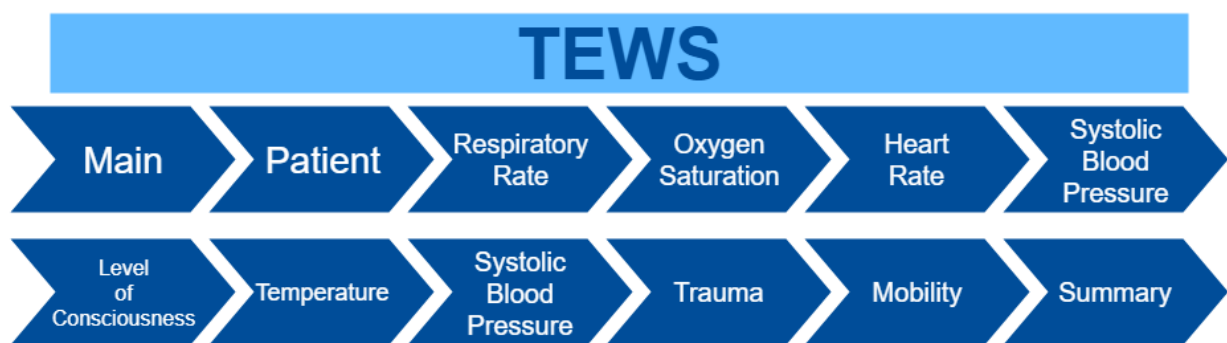 TEWS
Main
Patient
Respiratory
Rate
Oxygen
Saturation
Heart
Rate
Systolic
Blood
Pressure
Level
of
Consciousness
Temperature
Systolic
Blood
Pressure
Trauma
Mobility
Summary